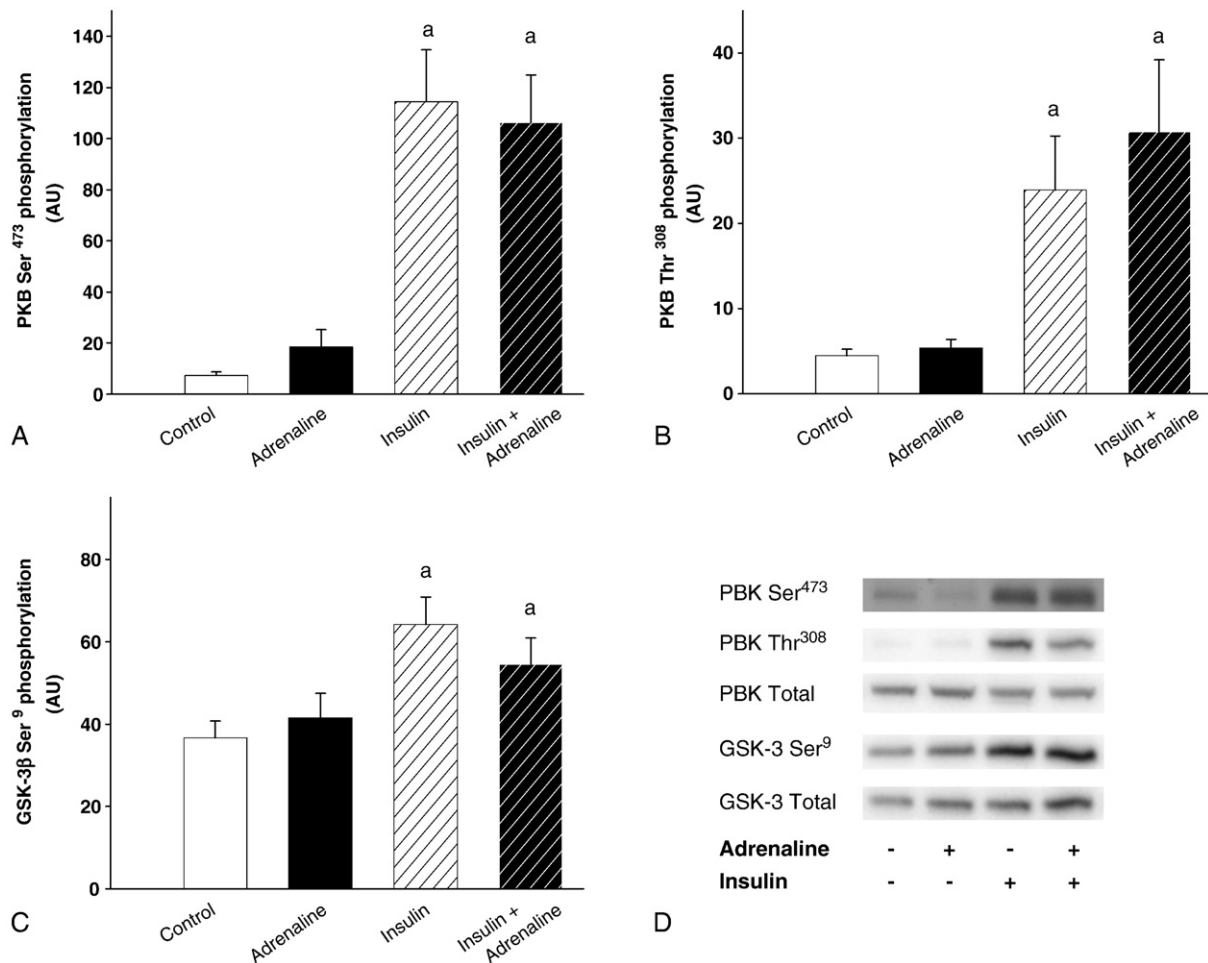 140
120
100
80
60
40
20
0
PKB Ser 473 phosphorylation
(AU)
a
a
Control
Adrenaline
Insulin
Insulin +
Adrenaline
A
40
30
20
10
0
PKB Thr 308 phosphorylation
(AU)
a
a
Control
Adrenaline
Insulin
Insulin +
Adrenaline
B
80
60
40
20
0
GSK-3β Ser 9 phosphorylation
(AU)
a
a
Control
Adrenaline
Insulin
Insulin +
Adrenaline
C
PBK Ser473
PBK Thr308
PBK Total
GSK-3 Ser9
GSK-3 Total
Adrenaline - + - +
Insulin - - + +
D